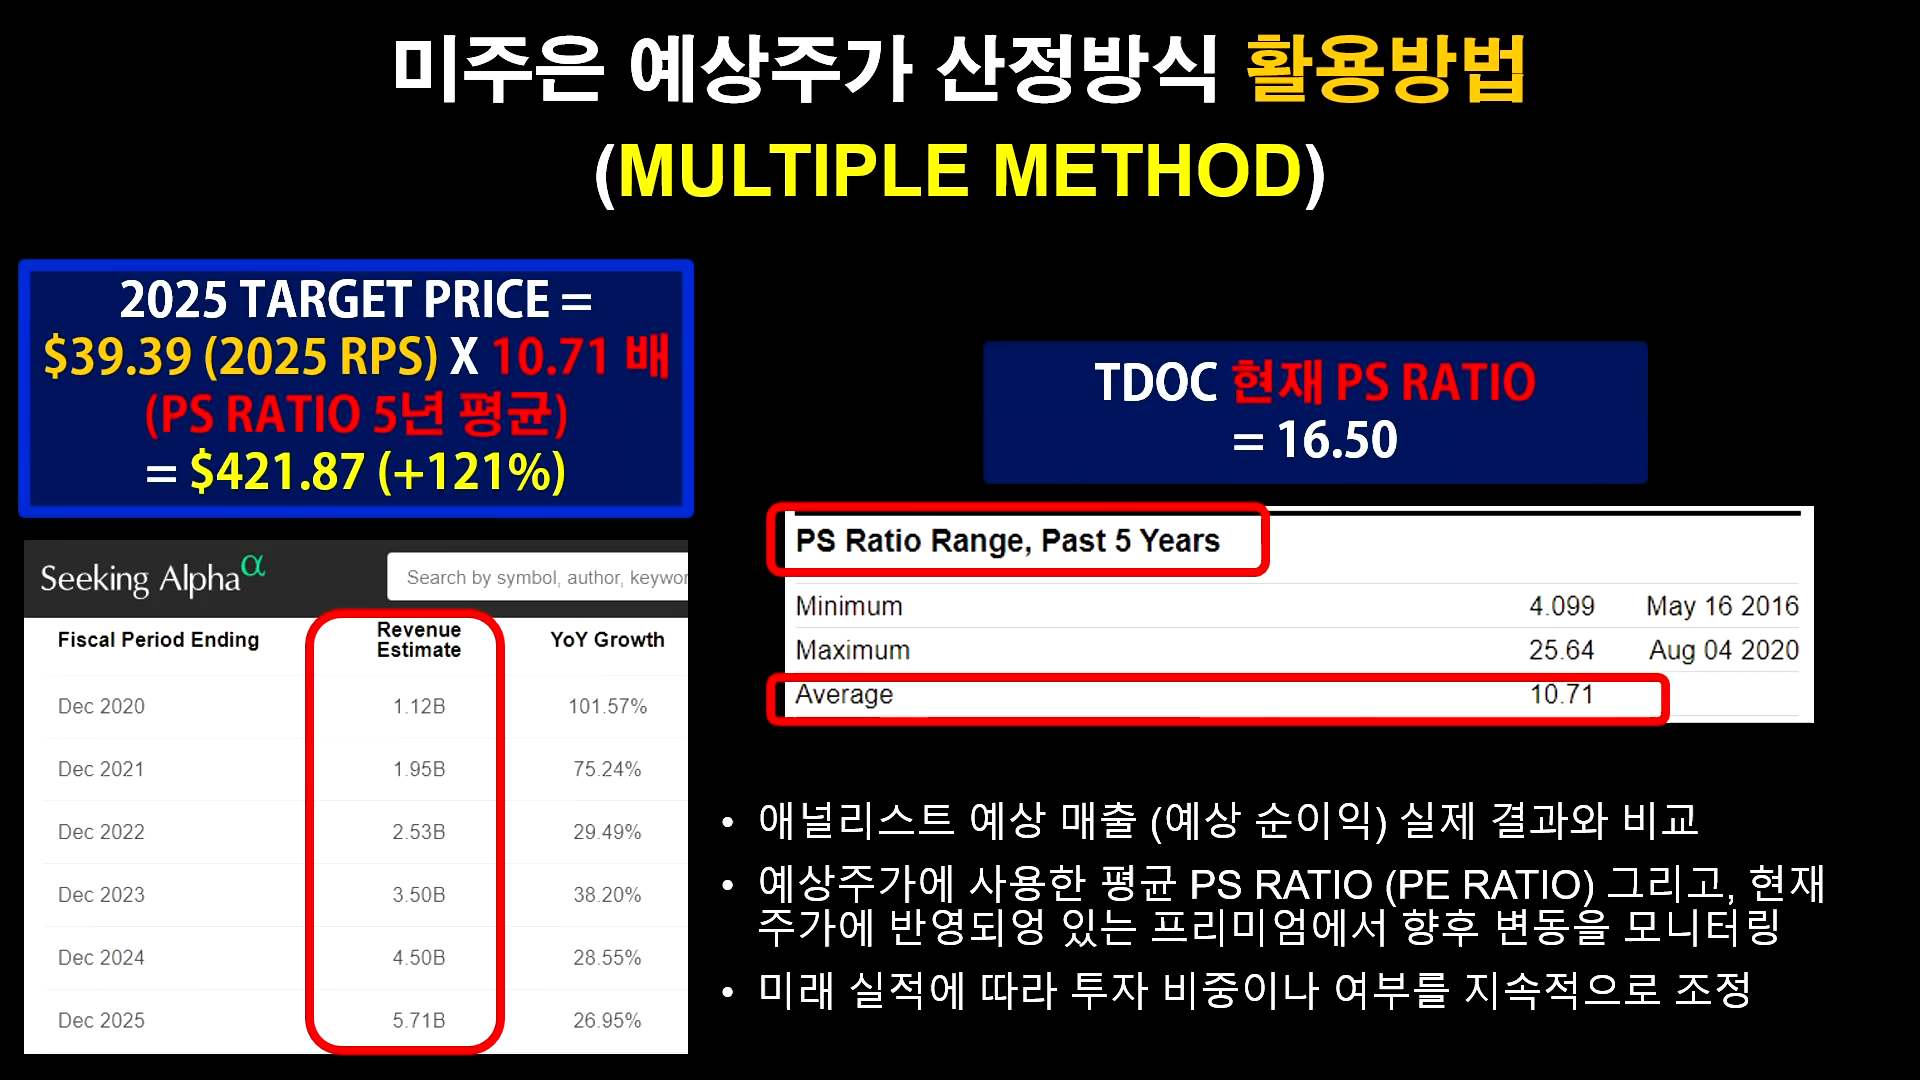 미주은 예상주가 산정방식 활용방법
(MULTIPLE METHOD)
2025 TARGET PRICE =
$39.39 (2025 RPS) X 10.71 배
(PS RATIO 5년 평균)
= $421.87 (+121%)
Seeking Alphaα
Search by symbol, author, keywor
Fiscal Period Ending Revenue Estimate YoY Growth
Dec 2020 1.12B 101.57%
Dec 2021 1.95B 75.24%
Dec 2022 2.53B 29.49%
Dec 2023 3.50B 38.20%
Dec 2024 4.50B 28.55%
Dec 2025 5.71B 26.95%
TDOC 현재 PS RATIO
= 16.50
PS Ratio Range, Past 5 Years
Minimum 4.099 May 16 2016
Maximum 25.64 Aug 04 2020
Average 10.71
• 애널리스트 예상 매출 (예상 순이익) 실제 결과와 비교
• 예상주가에 사용한 평균 PS RATIO (PE RATIO) 그리고, 현재
주가에 반영되엉 있는 프리미엄에서 향후 변동을 모니터링
• 미래 실적에 따라 투자 비중이나 여부를 지속적으로 조정